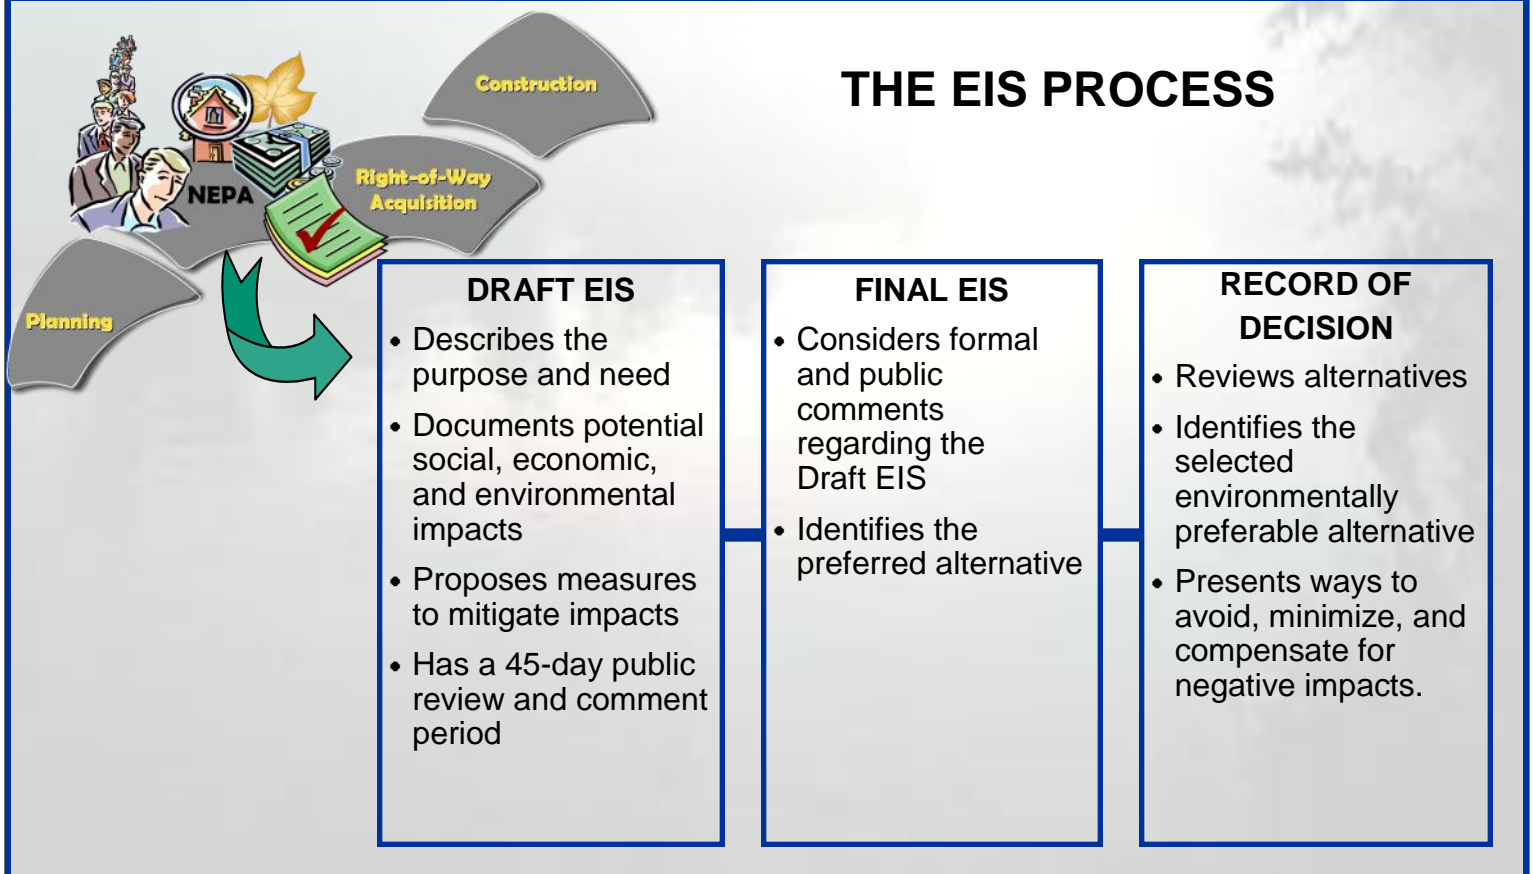 THE EIS PROCESS
Construction
NEPA
Right-of-Way
Acquisition
Planning
DRAFT EIS
• Describes the
purpose and need
• Documents potential
social, economic,
and environmental
impacts
• Proposes measures
to mitigate impacts
• Has a 45-day public
review and comment
period
FINAL EIS
• Considers formal
and public
comments
regarding the
Draft EIS
• Identifies the
preferred alternative
RECORD OF
DECISION
• Reviews alternatives
• Identifies the
selected
environmentally
preferable alternative
• Presents ways to
avoid, minimize, and
compensate for
negative impacts.